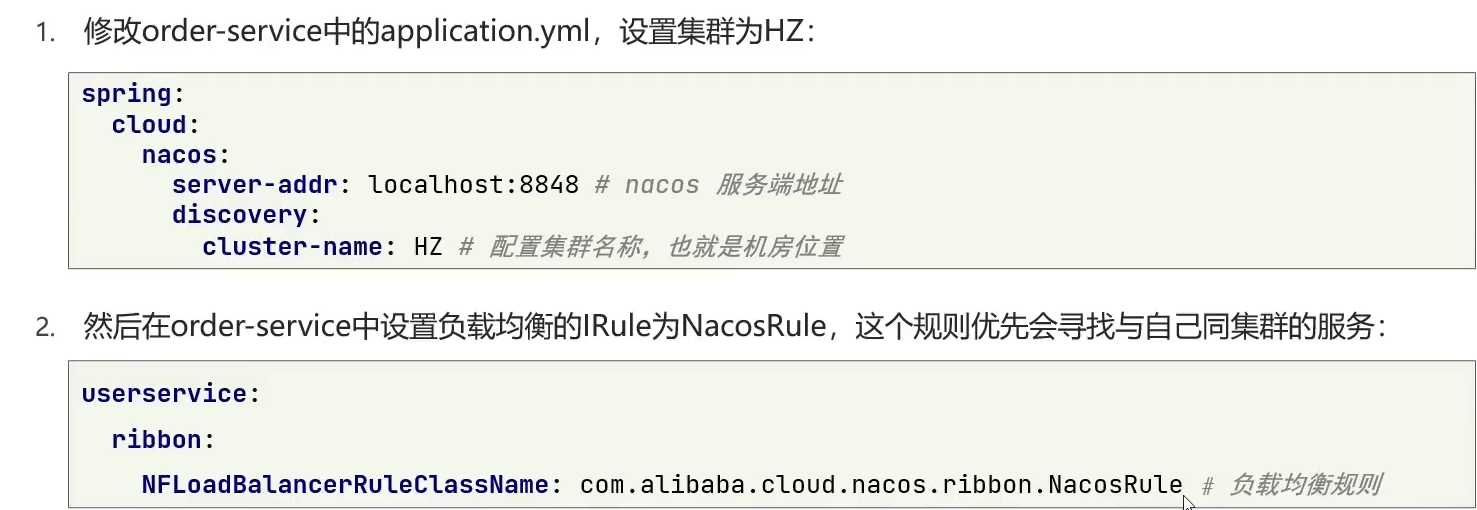 1. 修改order-service中的application.yml，设置集群为HZ：
spring:
  cloud:
    nacos:
      server-addr: localhost:8848 # nacos 服务端地址
      discovery:
        cluster-name: HZ # 配置集群名称，也就是机房位置
2. 然后在order-service中设置负载均衡的IRule为NacosRule，这个规则优先会寻找与自己同集群的服务：
userservice:
  ribbon:
    NFLoadBalancerRuleClassName: com.alibaba.cloud.nacos.ribbon.NacosRule # 负载均衡规则